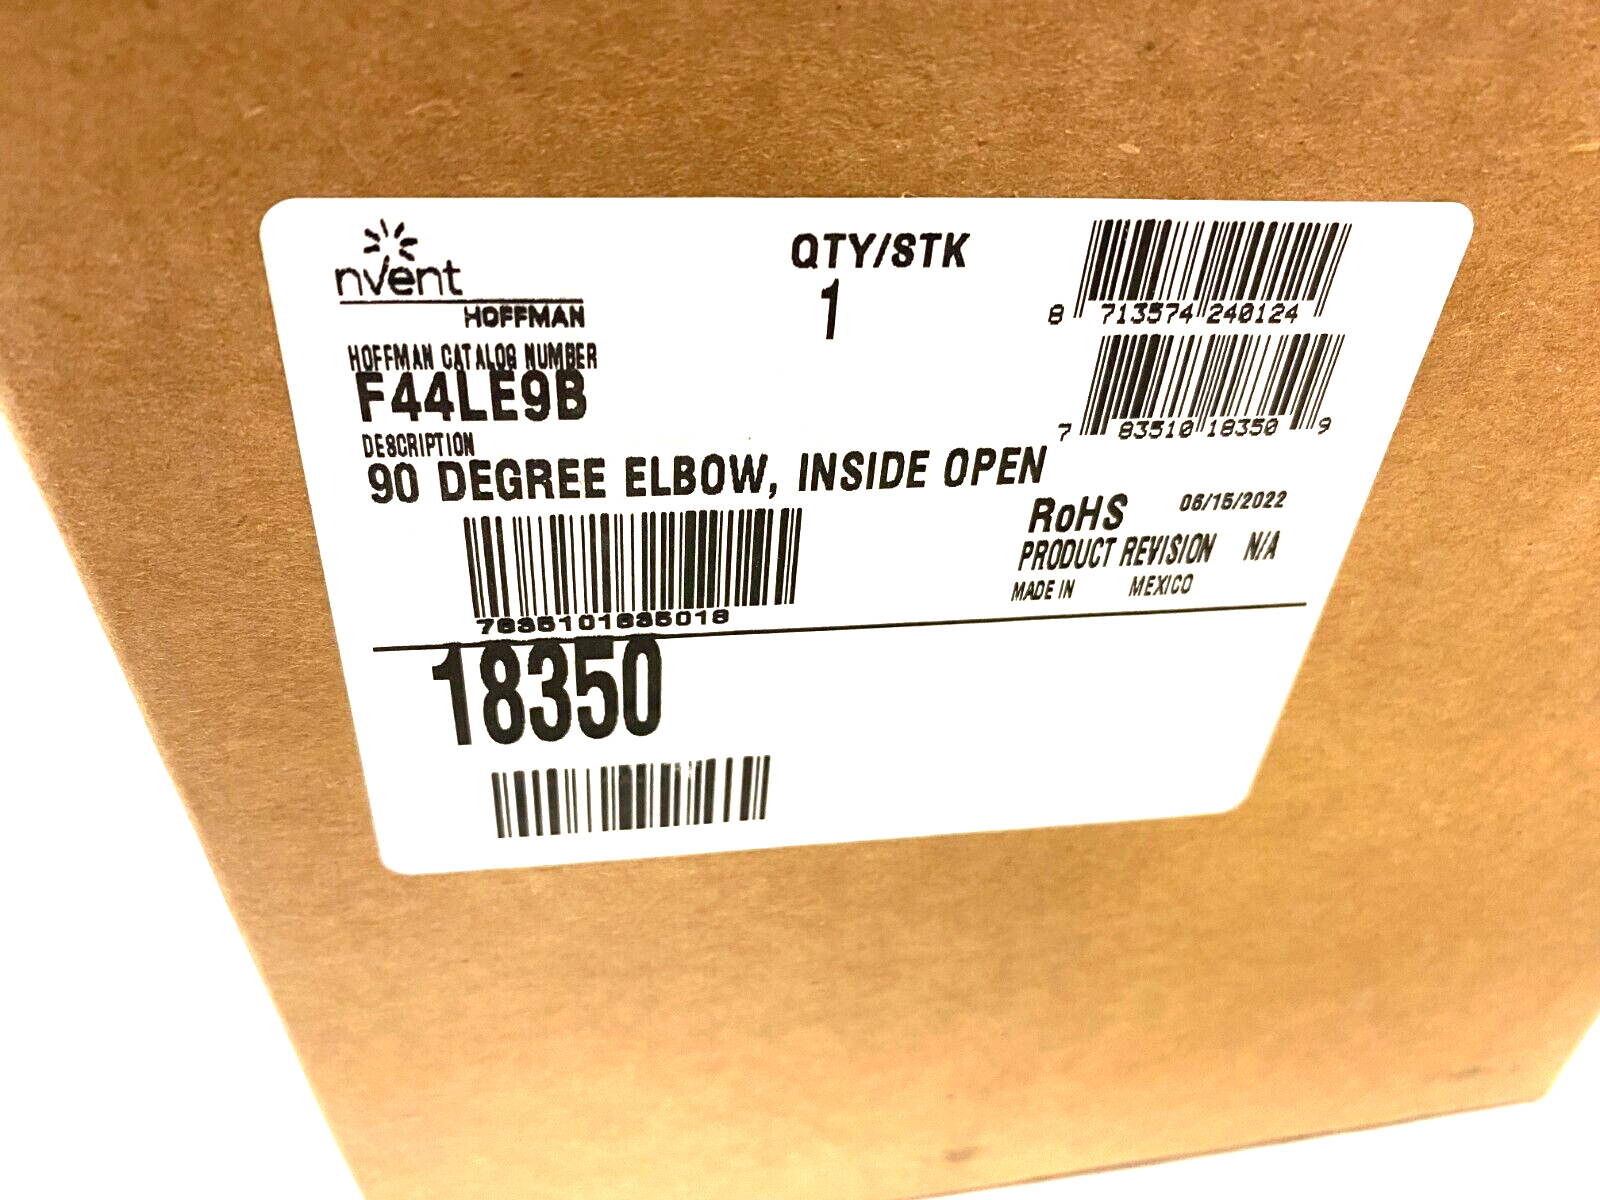 nvent
HOFFMAN
QTY/STK
1
8 713574 240124
HOFFMAN CATALOG NUMBER
F44LE9B
7 83510 18350 9
DESCRIPTION
90 DEGREE ELBOW, INSIDE OPEN
RoHS 06/15/2022
PRODUCT REVISION N/A
MADE IN MEXICO
7835101835018
18350